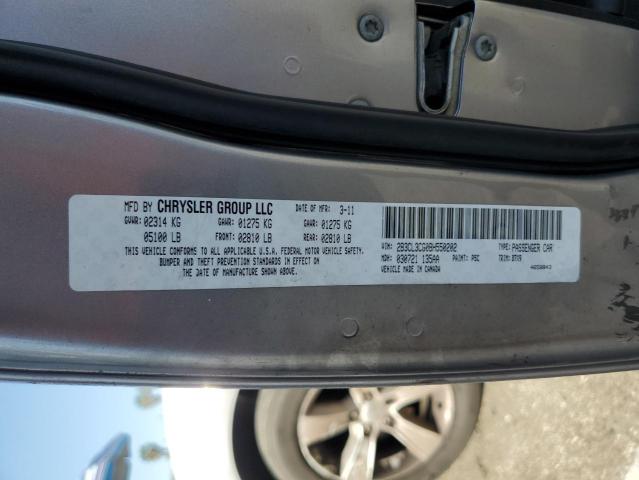 MFD BY CHRYSLER GROUP LLC DATE OF MFR: 3-11
GVWR: 02314 KG GAWR: 01275 KG GAWR: 01275 KG
05100 LB FRONT: 02810 LB REAR: 02810 LB
THIS VEHICLE CONFORMS TO ALL APPLICABLE U.S.A. FEDERAL MOTOR VEHICLE SAFETY,
BUMPER AND THEFT PREVENTION STANDARDS IN EFFECT ON
THE DATE OF MANUFACTURE SHOWN ABOVE.
VIN: 2B3CL3CG0BH550202 TYPE: PASSENGER CAR
MDH: 030721 135AA PAINT: PSC TRIM: BTX9
VEHICLE MADE IN CANADA